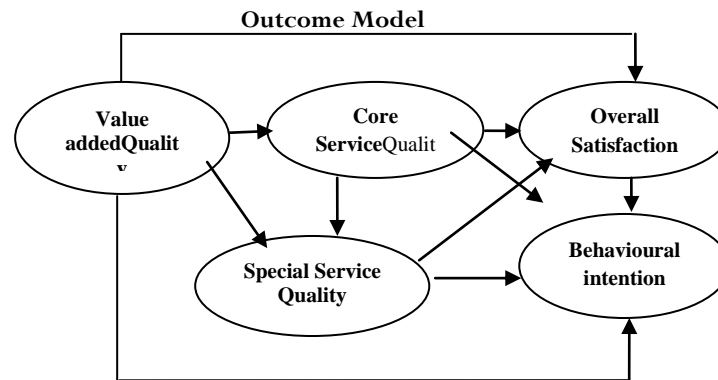 Outcome Model
Value
addedQualit
y
Core
ServiceQualit
Overall
Satisfaction
Special Service
Quality
Behavioural
intention